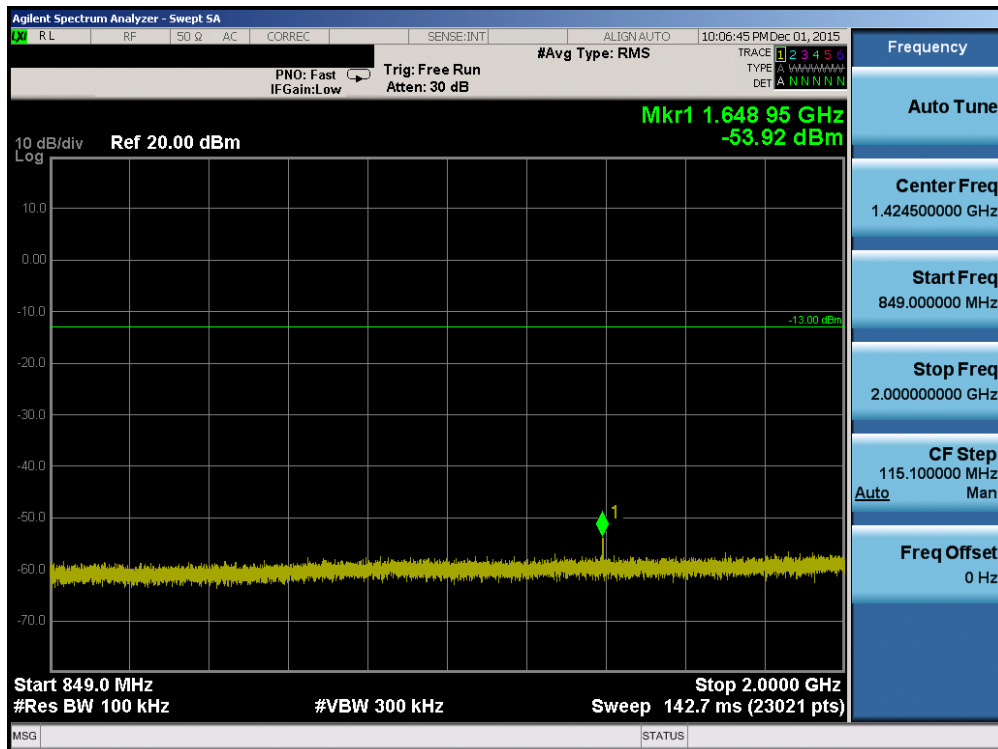 Agilent Spectrum Analyzer - Swept SA
LXI RL RF 50 Ω AC CORREC SENSE:INT ALIGN AUTO 10:06:45 PM Dec 01, 2015
PNO: Fast
IFGain:Low
Trig: Free Run
Atten: 30 dB
#Avg Type: RMS
TRACE 1 2 3 4 5 6
TYPE A WWWWWW
DET A N N N N N
Mkr1 1.648 95 GHz
-53.92 dBm
10 dB/div
Log
Ref 20.00 dBm
10.0
0.00
-10.0
-13.00 dBm
-20.0
-30.0
-40.0
-50.0
1
-60.0
-70.0
Start 849.0 MHz
Stop 2.0000 GHz
#Res BW 100 kHz
#VBW 300 kHz
Sweep 142.7 ms (23021 pts)
MSG
STATUS
Frequency
Auto Tune
Center Freq
1.424500000 GHz
Start Freq
849.000000 MHz
Stop Freq
2.000000000 GHz
CF Step
115.100000 MHz
Auto Man
Freq Offset
0 Hz